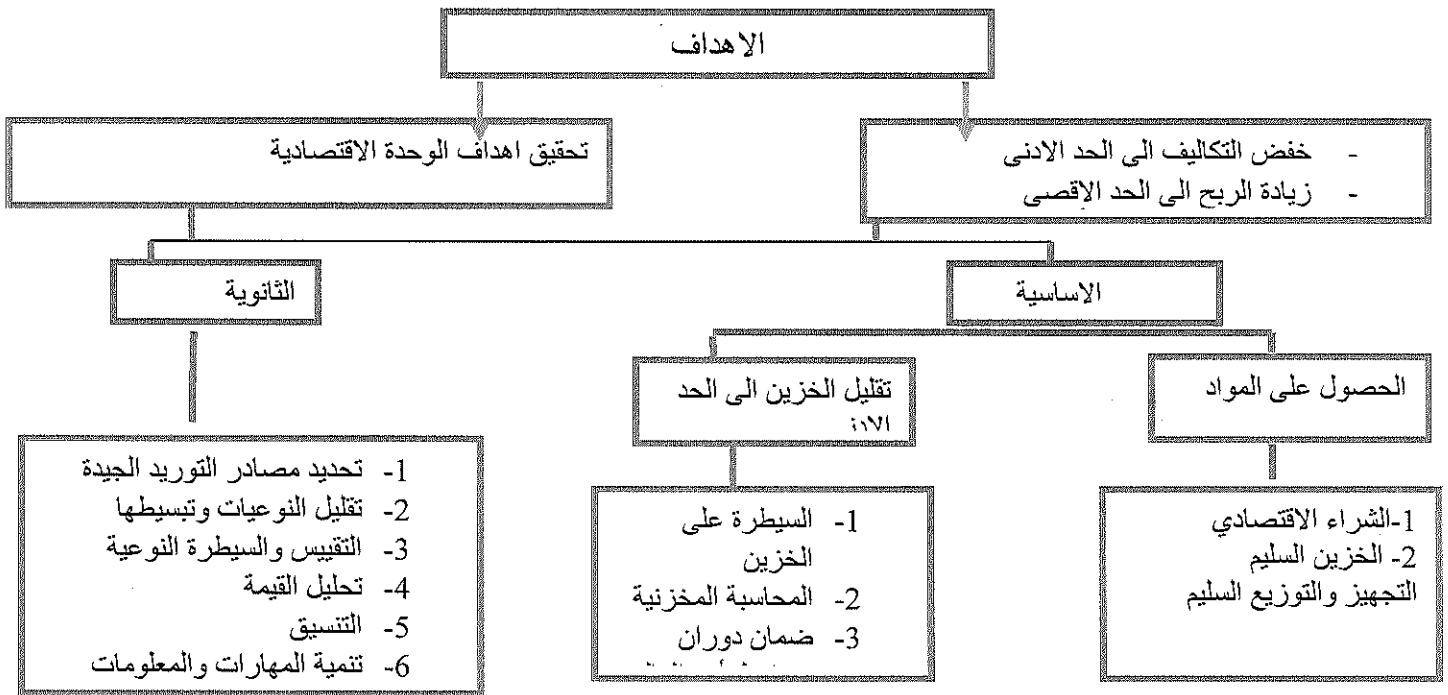 الاهداف
- خفض التكاليف الى الحد الادنى
- زيادة الربح الى الحد الاقصى
تحقيق اهداف الوحدة الاقتصادية
الاساسية
الثانوية
الحصول على المواد
تقليل الخزين الى الحد
1-الشراء الاقتصادي
2- الخزين السليم
التجهيز والتوزيع السليم
1- السيطرة على
الخزين
2- المحاسبة المخزنية
3- ضمان دوران
1- تحديد مصادر التوريد الجيدة
2- تقليل النوعيات وتبسيطها
3- التقييس والسيطرة النوعية
4- تحليل القيمة
5- التنسيق
6- تنمية المهارات والمعلومات